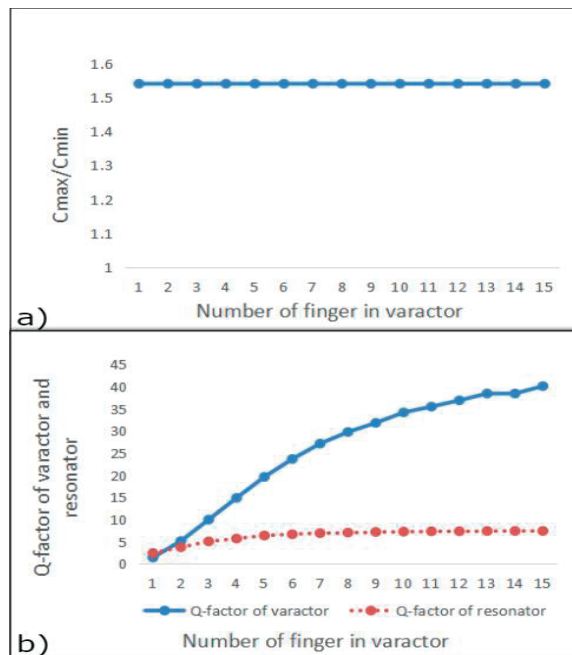 1.6
1.5
1.4
1.3
1.2
1.1
1
Cmax/Cmin
1 2 3 4 5 6 7 8 9 10 11 12 13 14 15
Number of finger in varactor
a)
45
40
35
30
25
20
15
10
5
0
Q-factor of varactor and
resonator
1 2 3 4 5 6 7 8 9 10 11 12 13 14 15
Q-factor of varactor Q-factor of resonator
Number of finger in varactor
b)